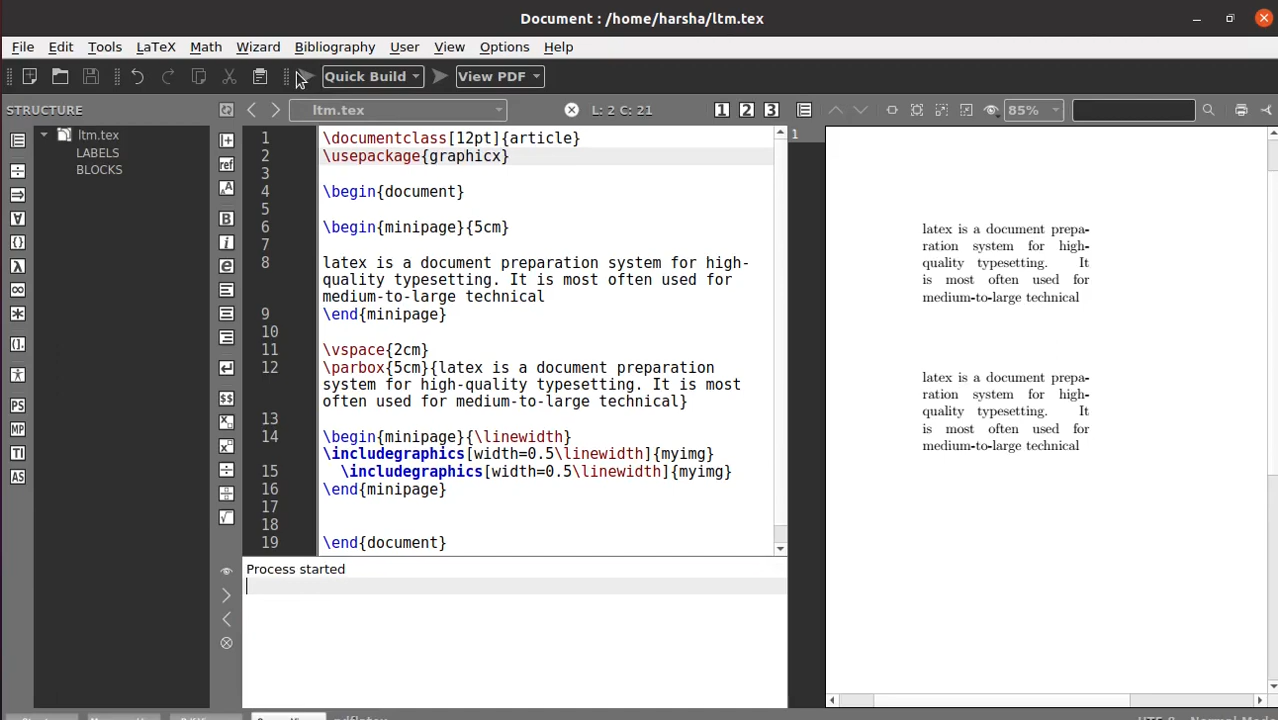 Document : /home/harsha/ltm.tex
File Edit Tools LaTeX Math Wizard Bibliography User View Options Help
Quick Build View PDF
STRUCTURE ltm.tex L: 2 C: 21 1 2 3 85%
ltm.tex
LABELS
BLOCKS
1 \documentclass[12pt]{article}
2 \usepackage{graphicx}
3
4 \begin{document}
5
6 \begin{minipage}{5cm}
7
8 latex is a document preparation system for high-
quality typesetting. It is most often used for
medium-to-large technical
9 \end{minipage}
10
11 \vspace{2cm}
12 \parbox{5cm}{latex is a document preparation
system for high-quality typesetting. It is most
often used for medium-to-large technical}
13
14 \begin{minipage}{\linewidth}
\includegraphics[width=0.5\linewidth]{myimg}
15 \includegraphics[width=0.5\linewidth]{myimg}
16 \end{minipage}
17
18
19 \end{document}
Process started
1
latex is a document prepa-
ration system for high-
quality typesetting. It
is most often used for
medium-to-large technical
latex is a document prepa-
ration system for high-
quality typesetting. It
is most often used for
medium-to-large technical